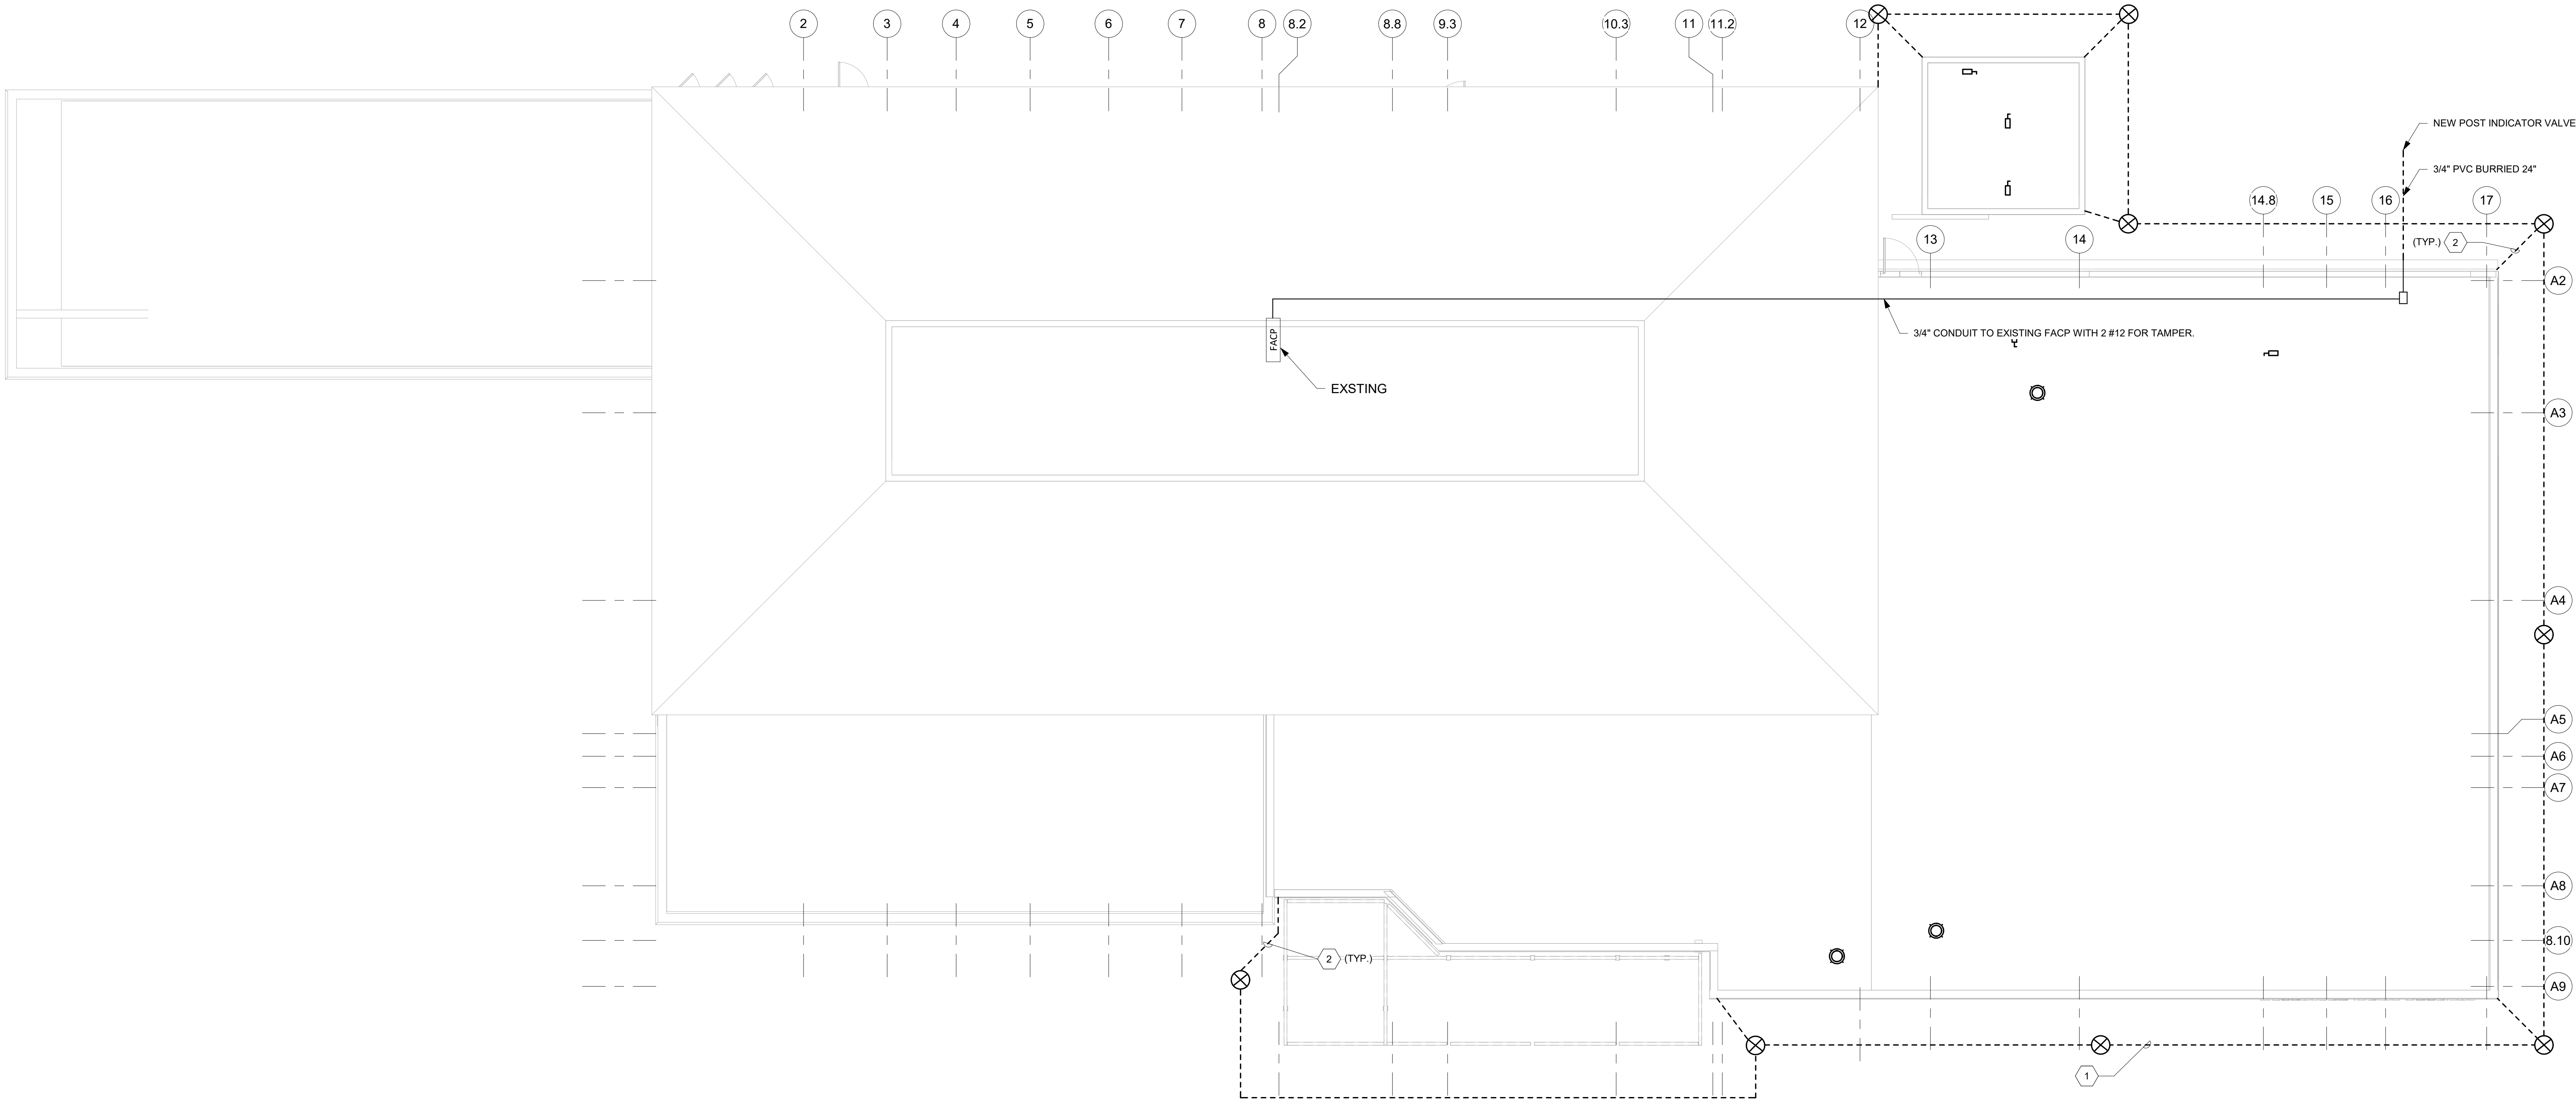 2
3
4
5
6
7
8
8.2
8.8
9.3
10.3
11
11.2
12
NEW POST INDICATOR VALVE
3/4" PVC BURRIED 24"
14.8
15
16
17
13
14
(TYP.) 2
A2
3/4" CONDUIT TO EXISTING FACP WITH 2 #12 FOR TAMPER.
FACP
EXSTING
A3
A4
A5
A6
A7
A8
8.10
2 (TYP.)
A9
1